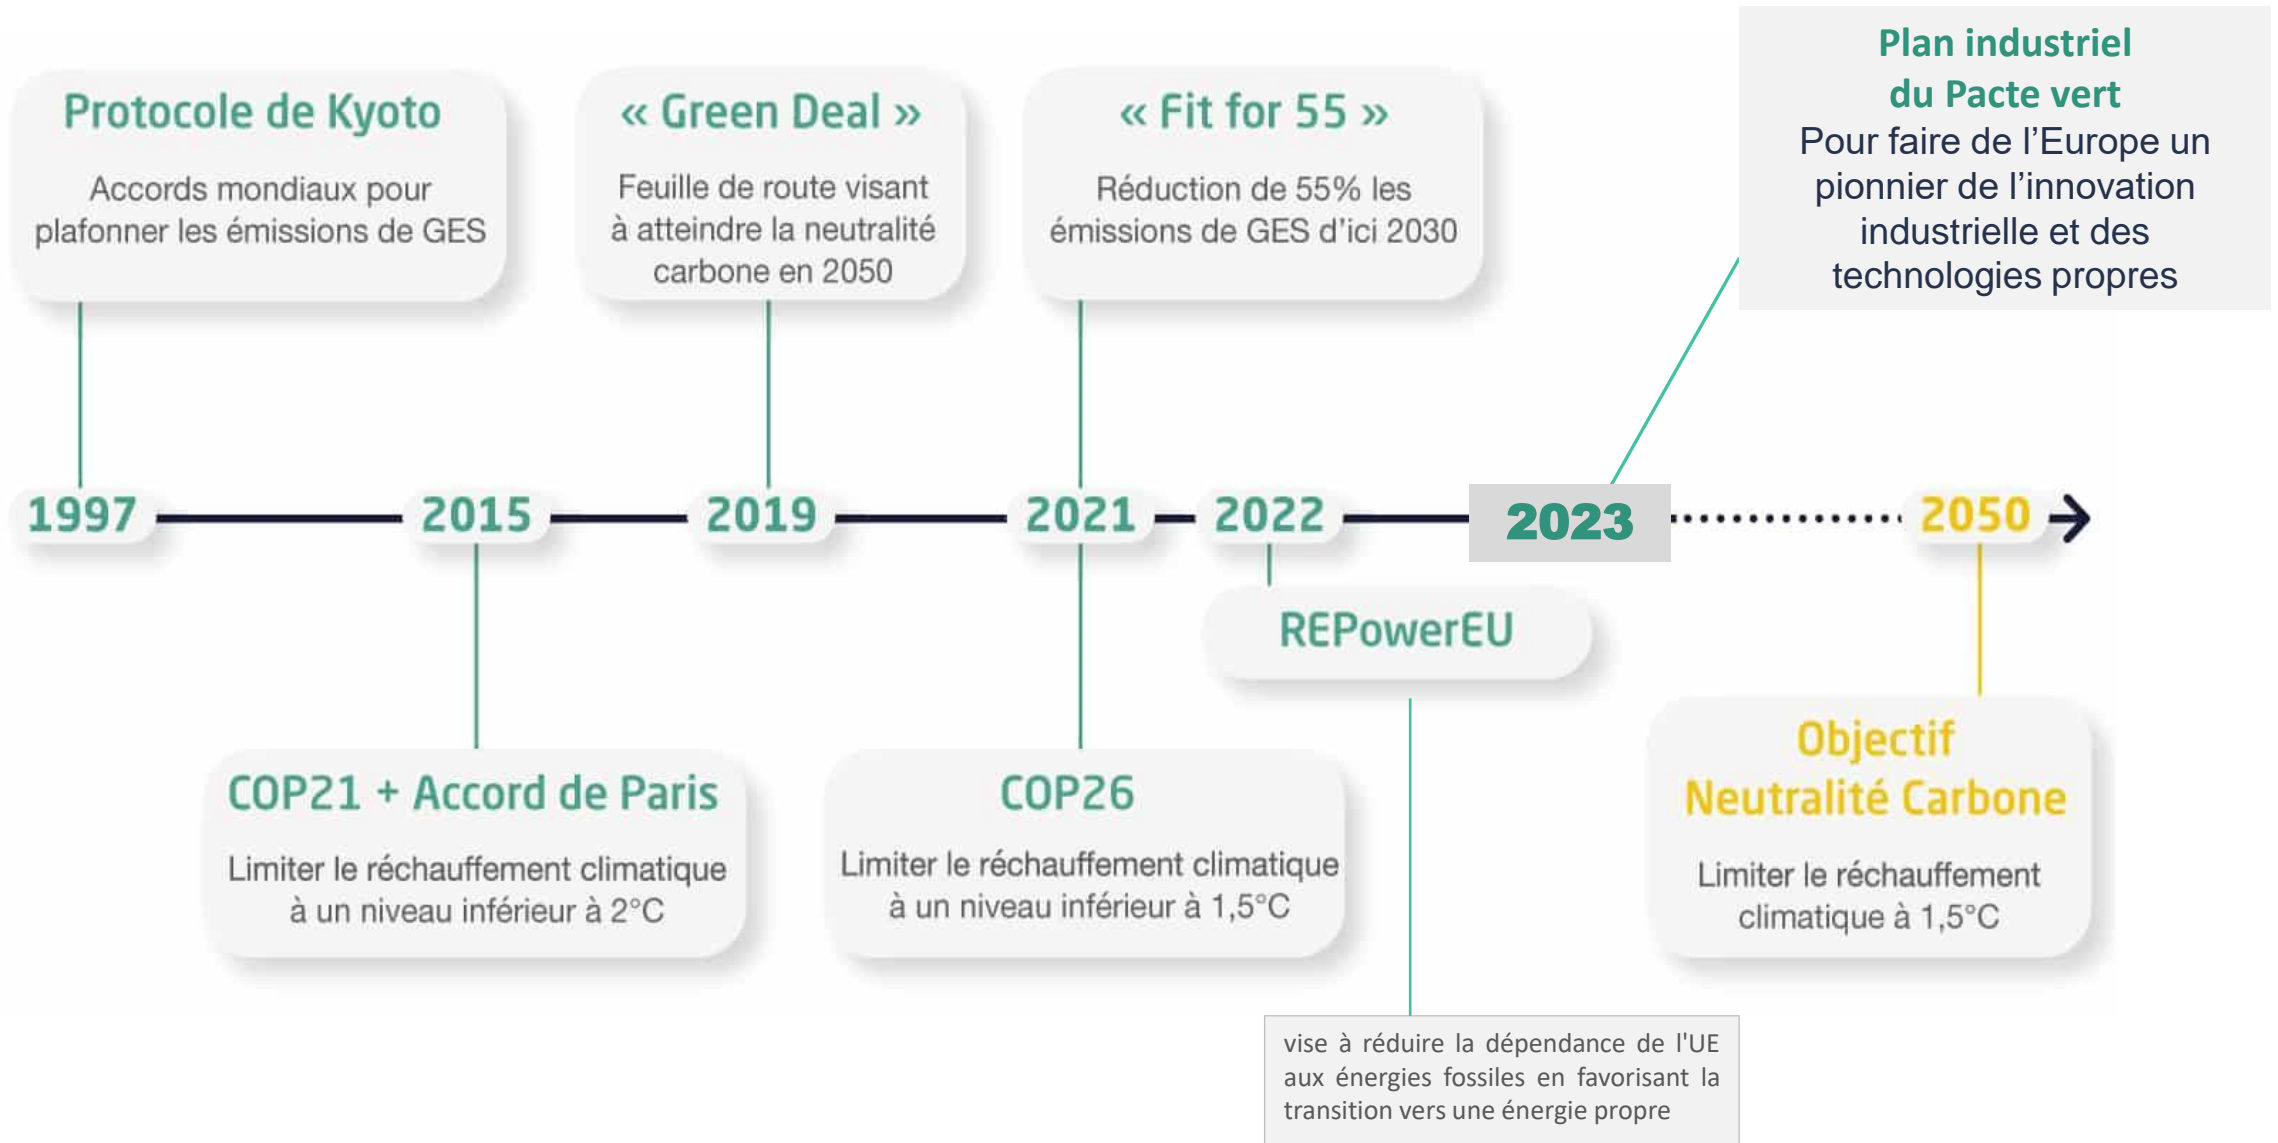 Plan industriel
du Pacte vert
Pour faire de l'Europe un
pionnier de l'innovation
industrielle et des
technologies propres
Protocole de Kyoto
Accords mondiaux pour
plafonner les émissions de GES
« Green Deal »
Feuille de route visant
à atteindre la neutralité
carbone en 2050
« Fit for 55 »
Réduction de 55% les
émissions de GES d'ici 2030
1997
2015
2019
2021
2022
2023
2050
REPowerEU
COP21 + Accord de Paris
Limiter le réchauffement climatique
à un niveau inférieur à 2°C
COP26
Limiter le réchauffement climatique
à un niveau inférieur à 1,5°C
Objectif
Neutralité Carbone
Limiter le réchauffement
climatique à 1,5°C
vise à réduire la dépendance de l'UE
aux énergies fossiles en favorisant la
transition vers une énergie propre